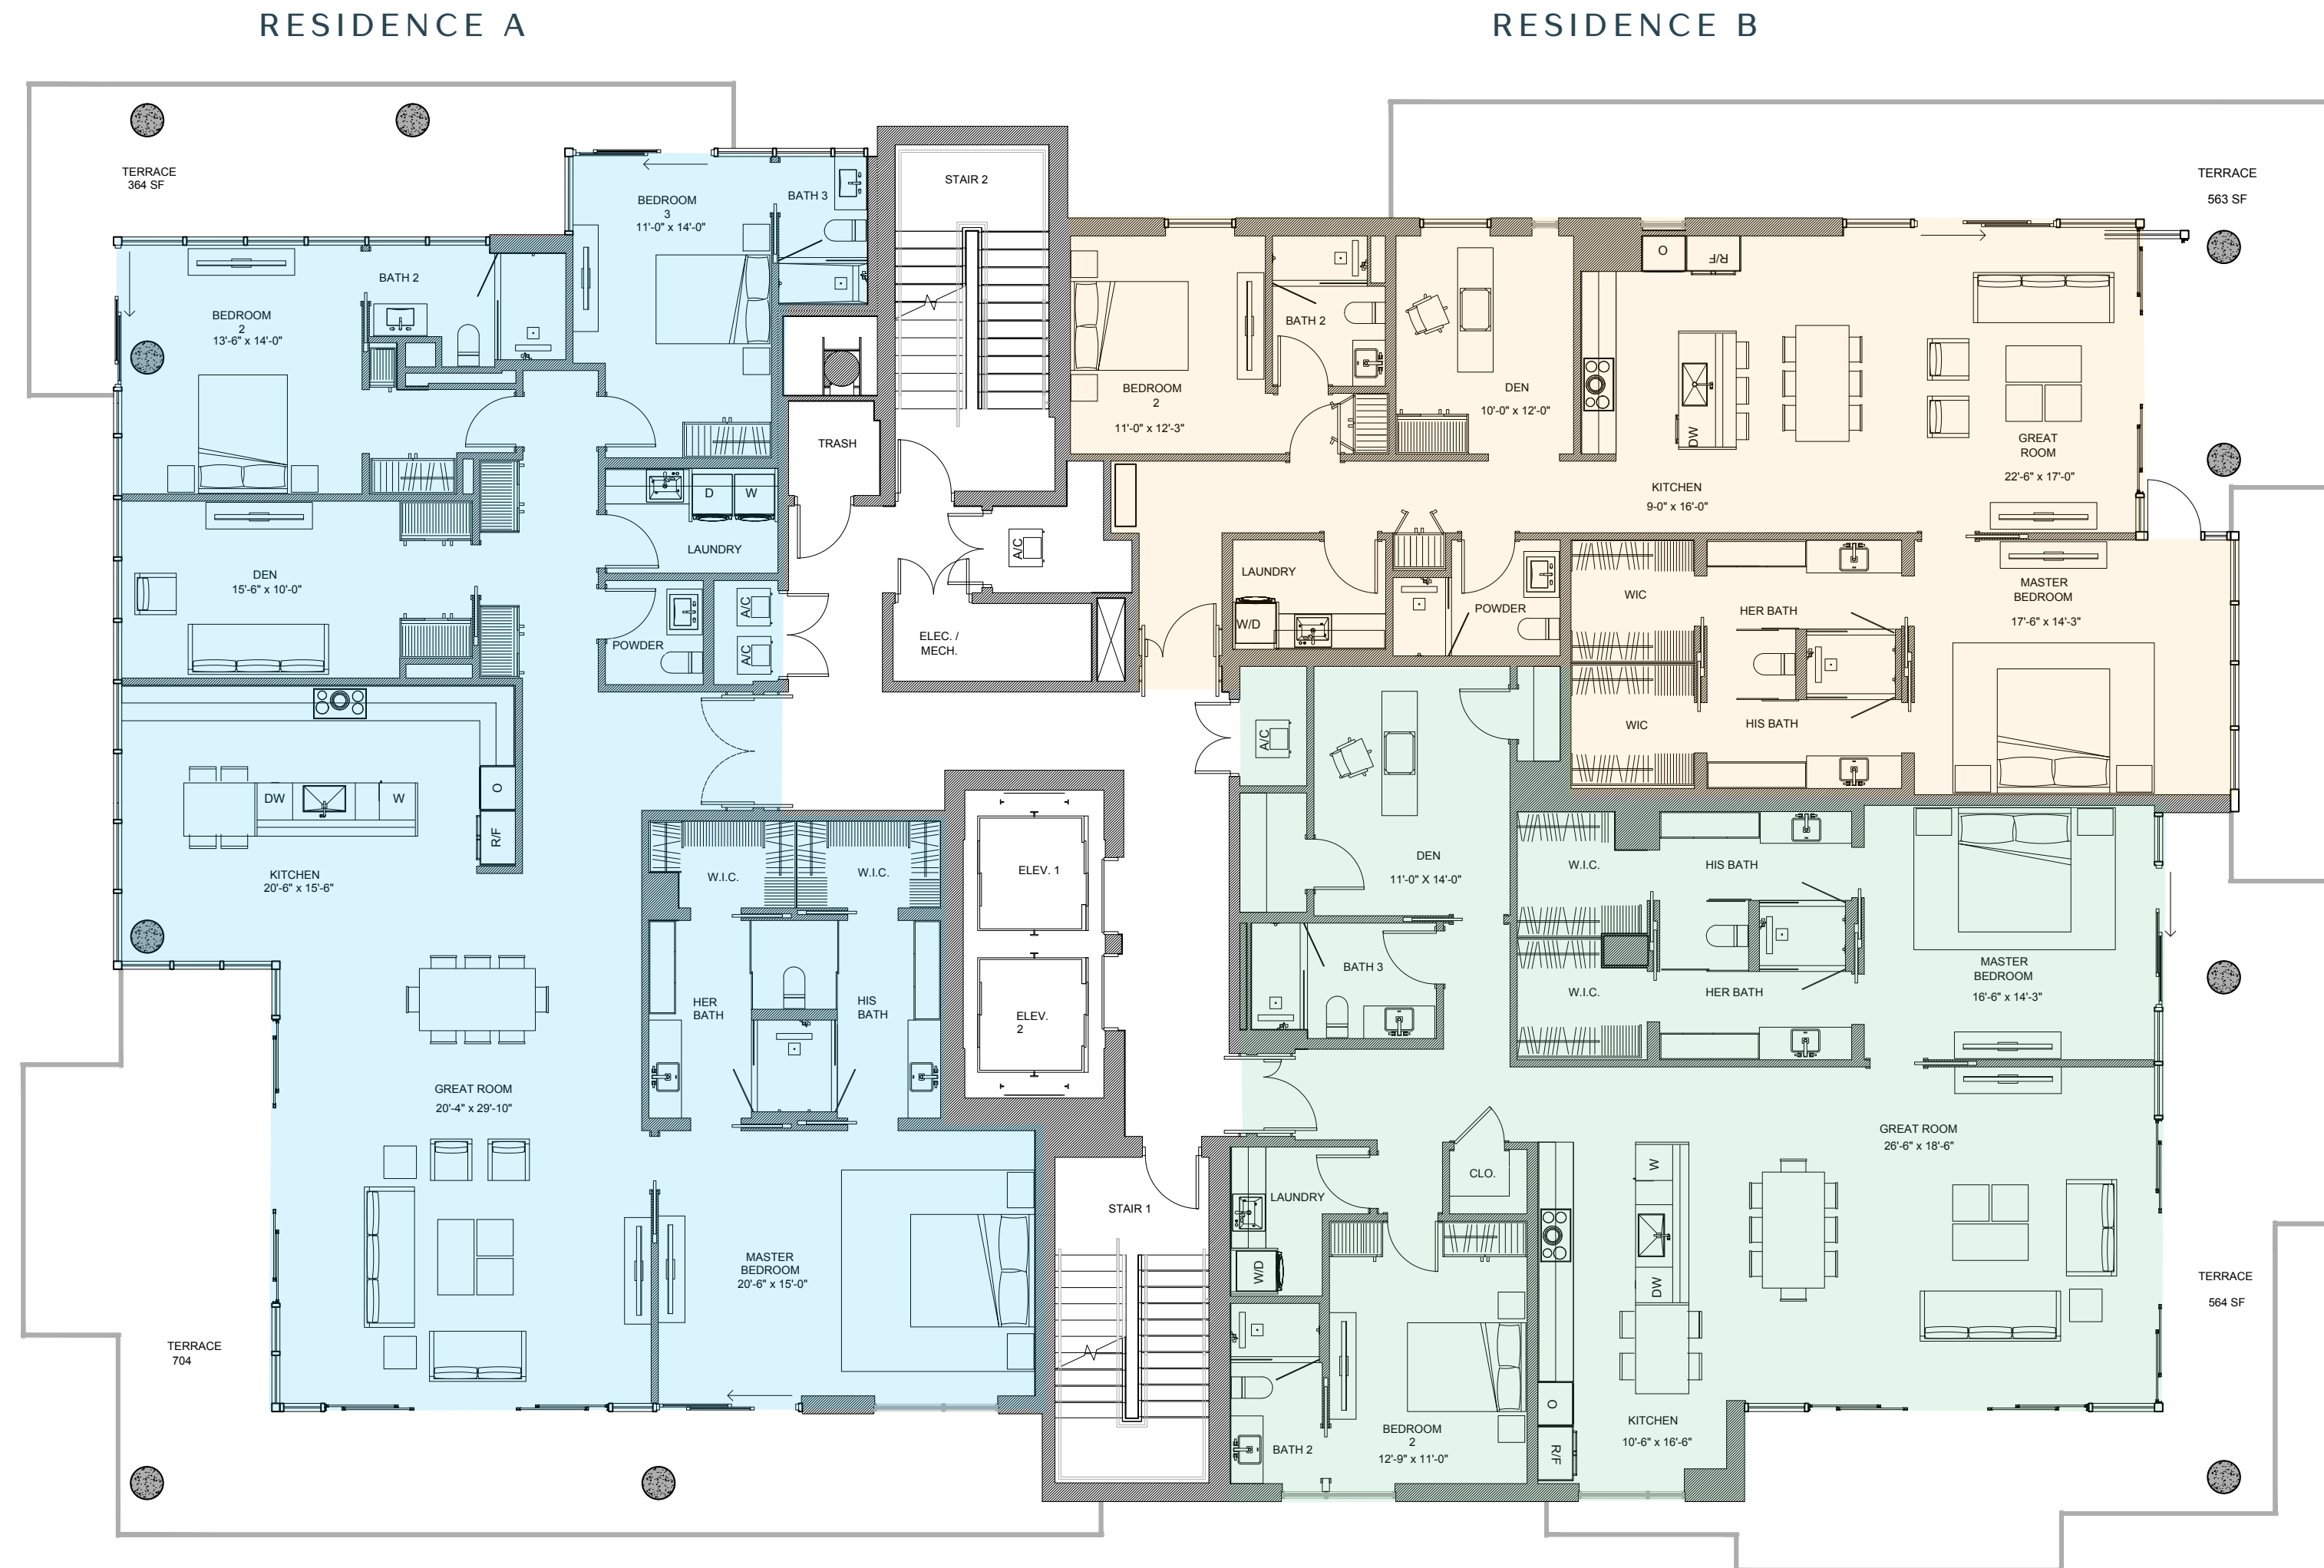 RESIDENCE A
RESIDENCE B
TERRACE
364 SF
BEDROOM
3
11'-0" x 14'-0"
BATH 3
STAIR 2
TERRACE
563 SF
BEDROOM
2
13'-6" x 14'-0"
BATH 2
BEDROOM
2
11'-0" x 12'-3"
BATH 2
DEN
10'-0" x 12'-0"
O
R/F
DW
KITCHEN
9-0" x 16'-0"
GREAT
ROOM
22'-6" x 17'-0"
TRASH
D
W
LAUNDRY
DEN
15'-6" x 10'-0"
POWDER
A/C
A/C
A/C
ELEC. /
MECH.
LAUNDRY
W/D
POWDER
WIC
HER BATH
MASTER
BEDROOM
17'-6" x 14'-3"
WIC
HIS BATH
DW
W
O
R/F
KITCHEN
20'-6" x 15'-6"
W.I.C.
W.I.C.
ELEV. 1
ELEV.
2
HER
BATH
HIS
BATH
GREAT ROOM
20'-4" x 29'-10"
MASTER
BEDROOM
20'-6" x 15'-0"
TERRACE
704
STAIR 1
A/C
DEN
11'-0" X 14'-0"
BATH 3
W.I.C.
HIS BATH
W.I.C.
HER BATH
MASTER
BEDROOM
16'-6" x 14'-3"
GREAT ROOM
26'-6" x 18'-6"
CLO.
LAUNDRY
W/D
W
DW
O
R/F
BATH 2
BEDROOM
2
12'-9" x 11'-0"
KITCHEN
10'-6" x 16'-6"
TERRACE
564 SF